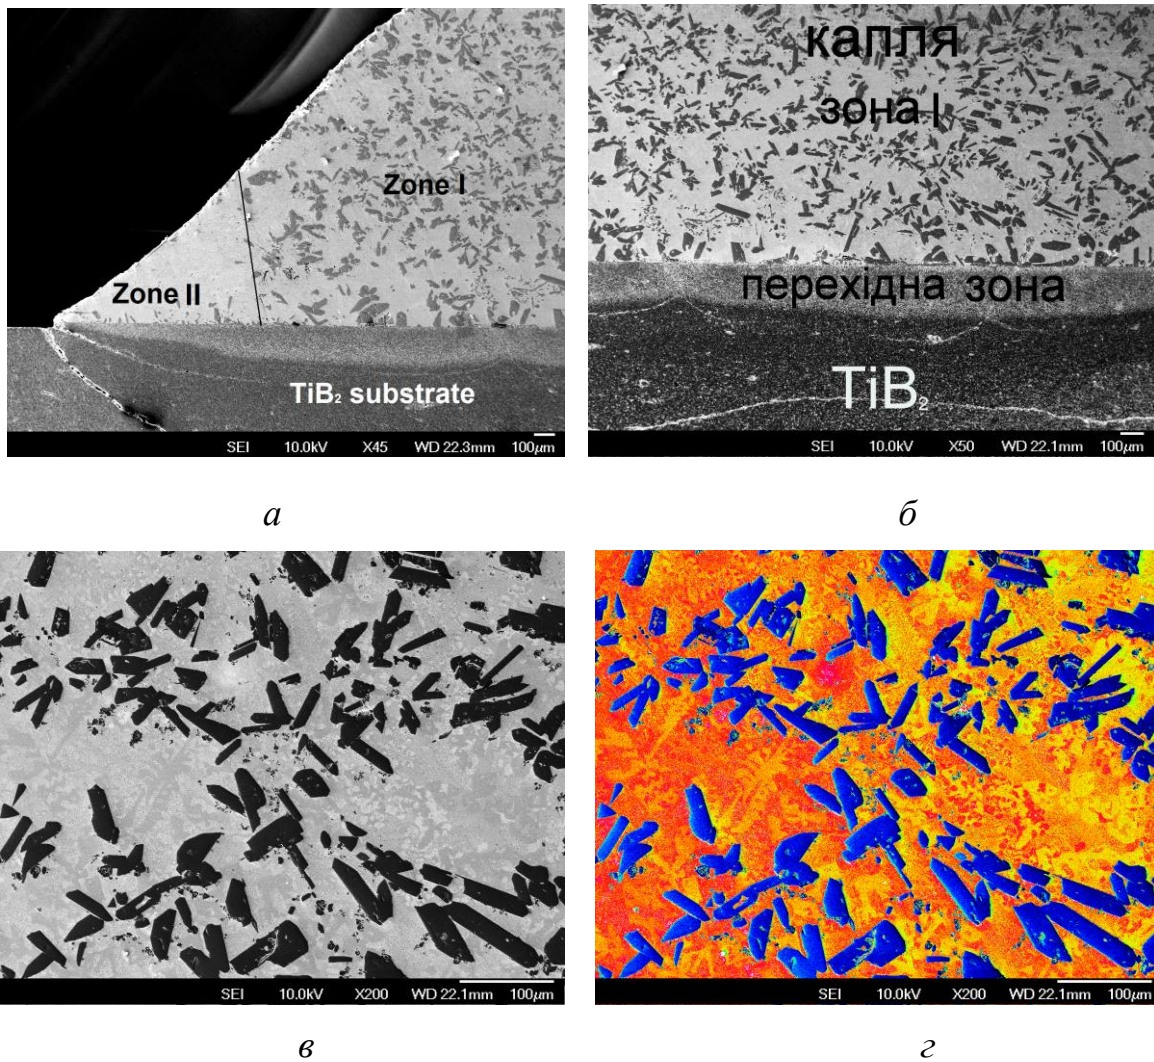 Zone I
Zone II
TiB₂ substrate
SEI 10.0kV X45 WD 22.3mm 100μm
капля
зона I
перехідна зона
TiB₂
SEI 10.0kV X50 WD 22.1mm 100μm
а
б
SEI 10.0kV X200 WD 22.1mm 100μm
SEI 10.0kV X200 WD 22.1mm 100μm
в
г